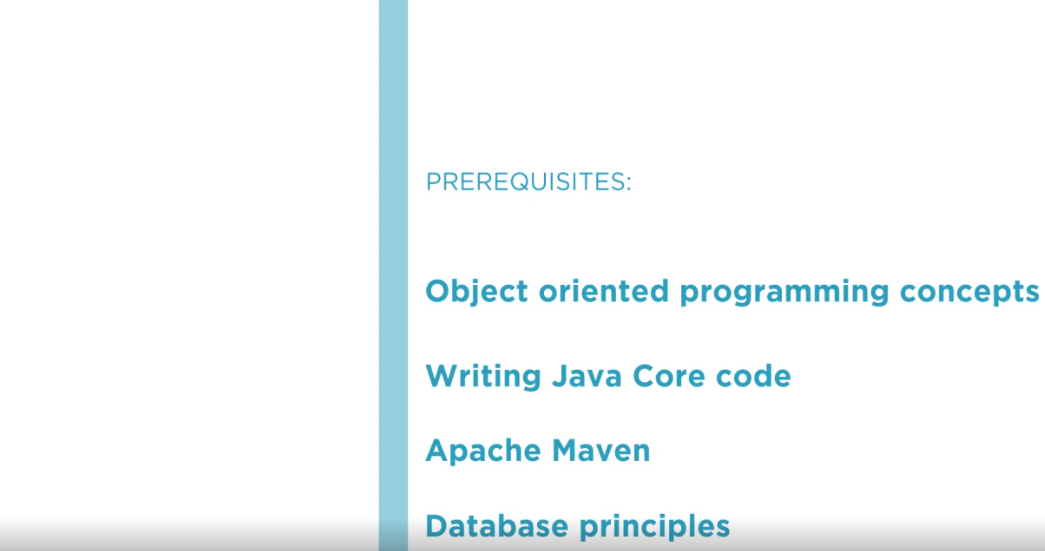 PREREQUISITES:
Object oriented programming concepts
Writing Java Core code
Apache Maven
Database principles